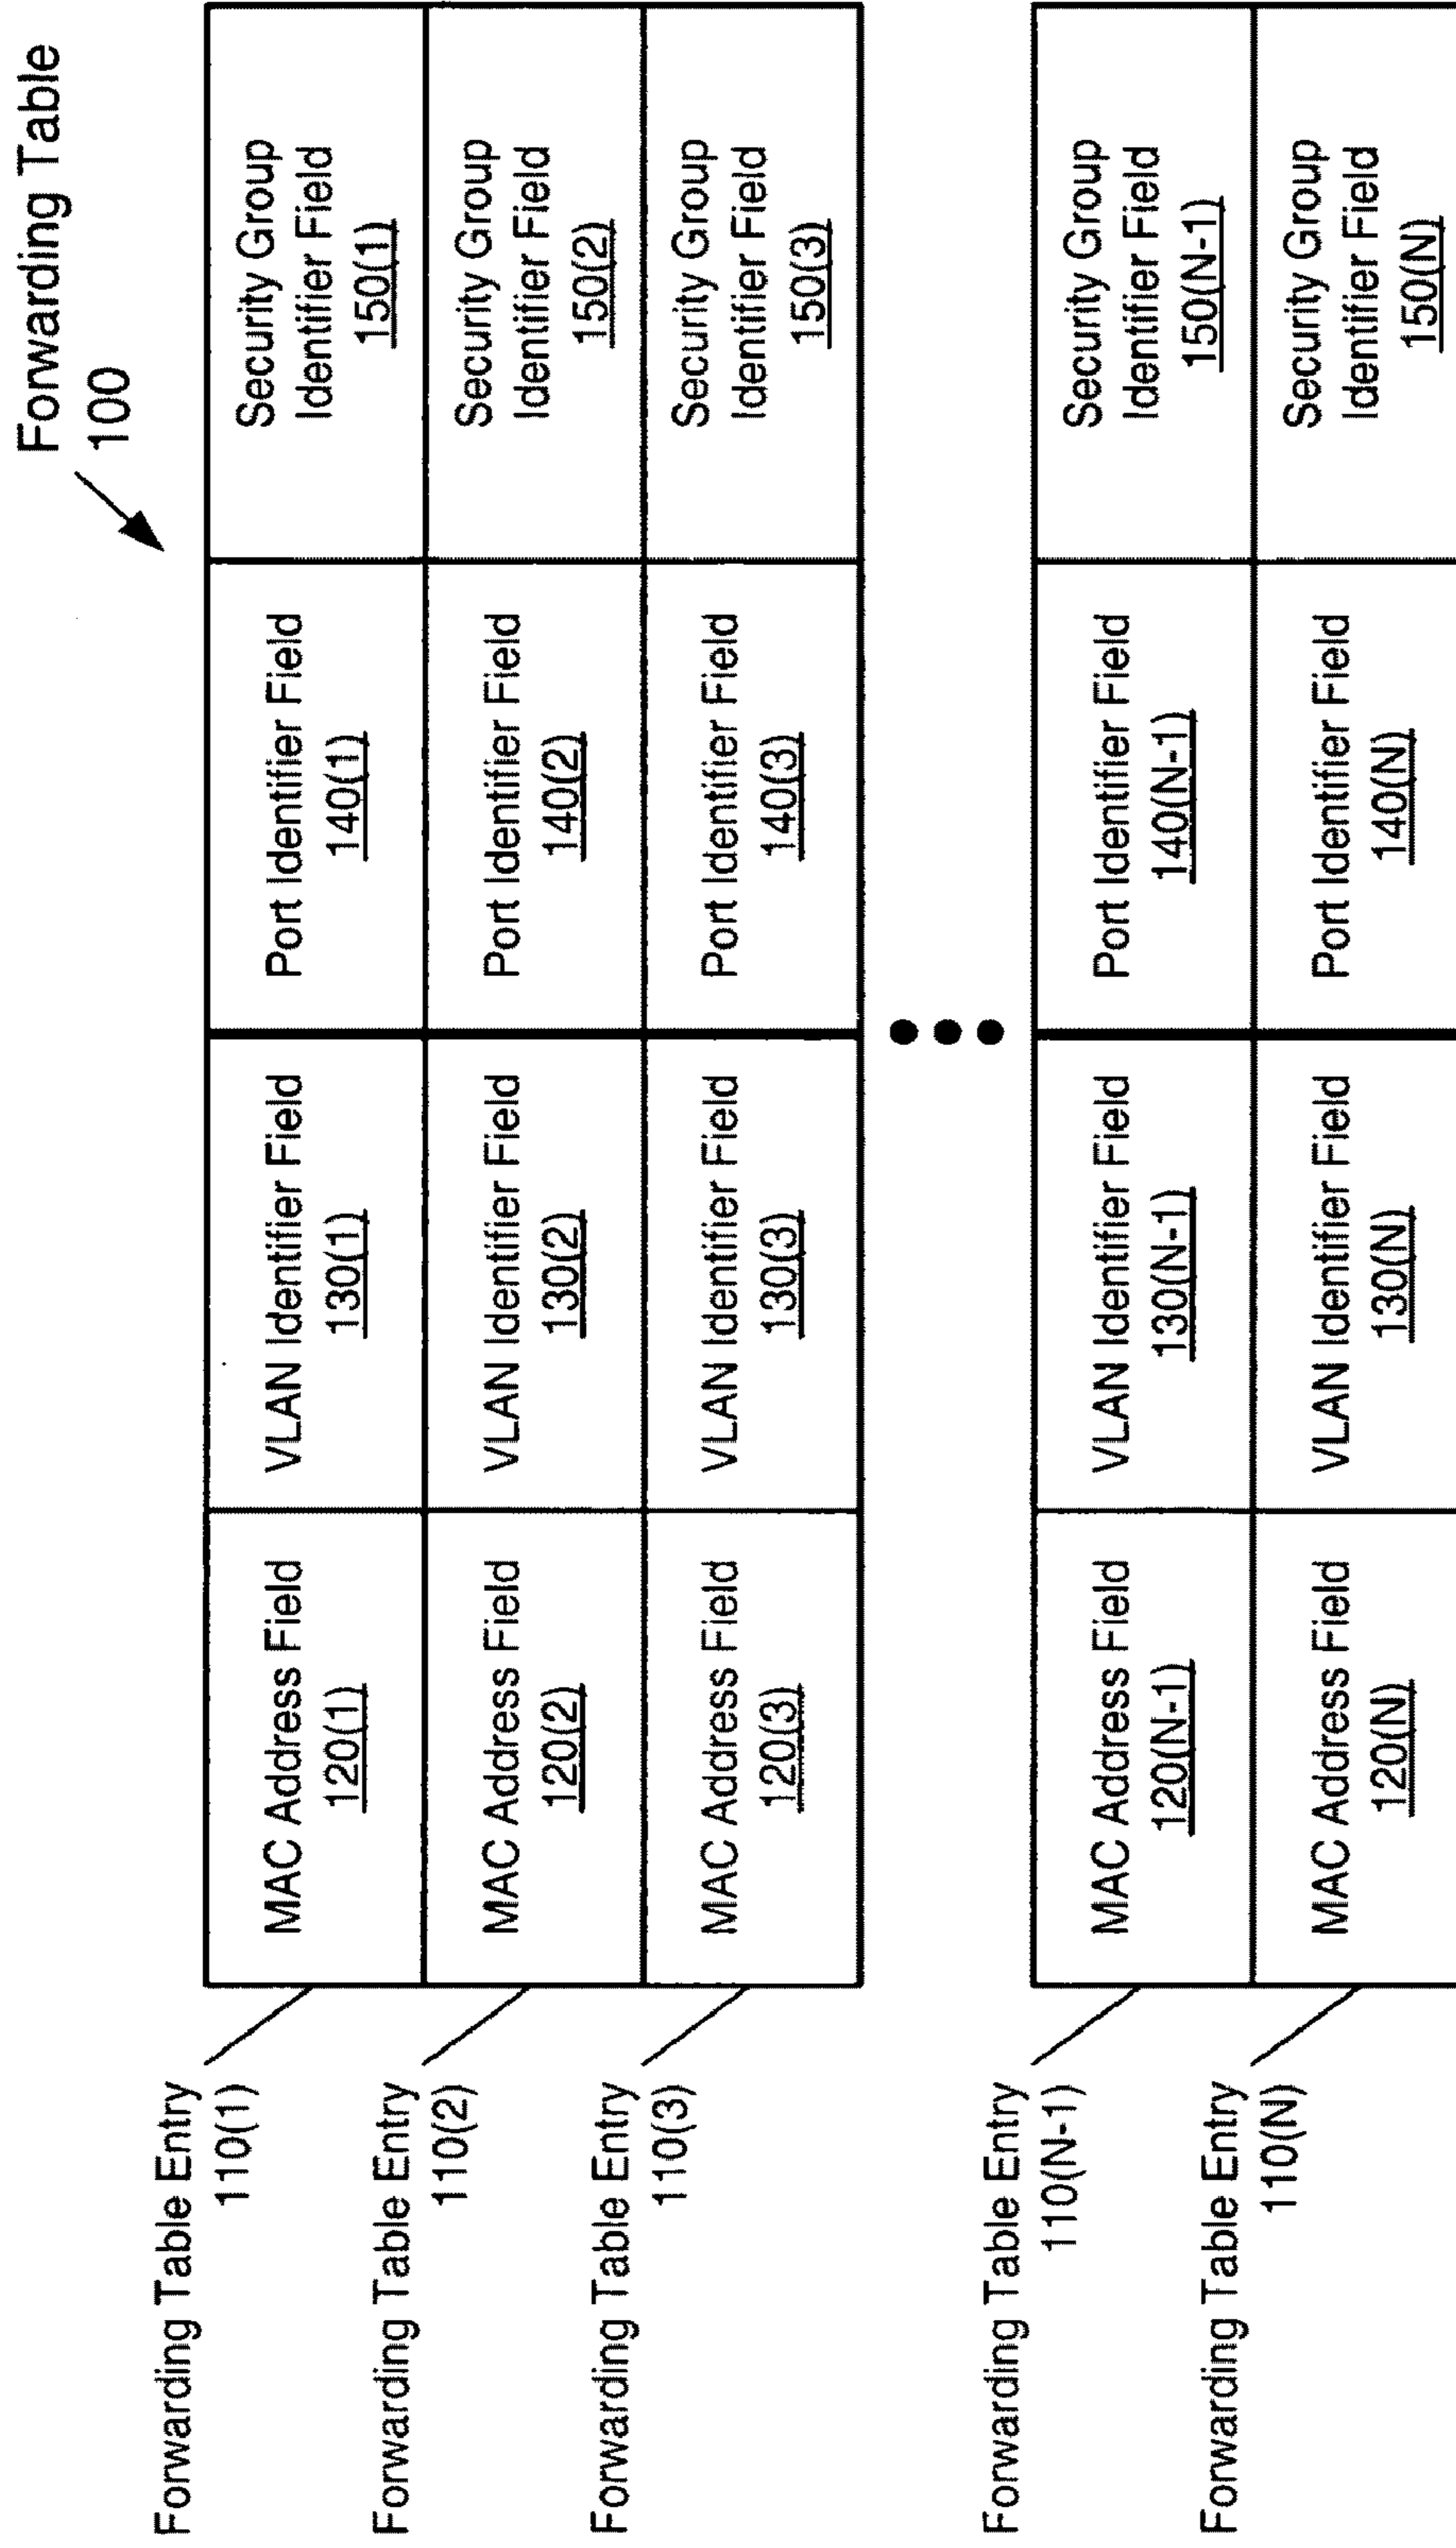 Forwarding Table
100
Forwarding Table Entry
110(1)
MAC Address Field
120(1)
VLAN Identifier Field
130(1)
Port Identifier Field
140(1)
Security Group
Identifier Field
150(1)
Forwarding Table Entry
110(2)
MAC Address Field
120(2)
VLAN Identifier Field
130(2)
Port Identifier Field
140(2)
Security Group
Identifier Field
150(2)
Forwarding Table Entry
110(3)
MAC Address Field
120(3)
VLAN Identifier Field
130(3)
Port Identifier Field
140(3)
Security Group
Identifier Field
150(3)
Forwarding Table Entry
110(N-1)
MAC Address Field
120(N-1)
VLAN Identifier Field
130(N-1)
Port Identifier Field
140(N-1)
Security Group
Identifier Field
150(N-1)
Forwarding Table Entry
110(N)
MAC Address Field
120(N)
VLAN Identifier Field
130(N)
Port Identifier Field
140(N)
Security Group
Identifier Field
150(N)